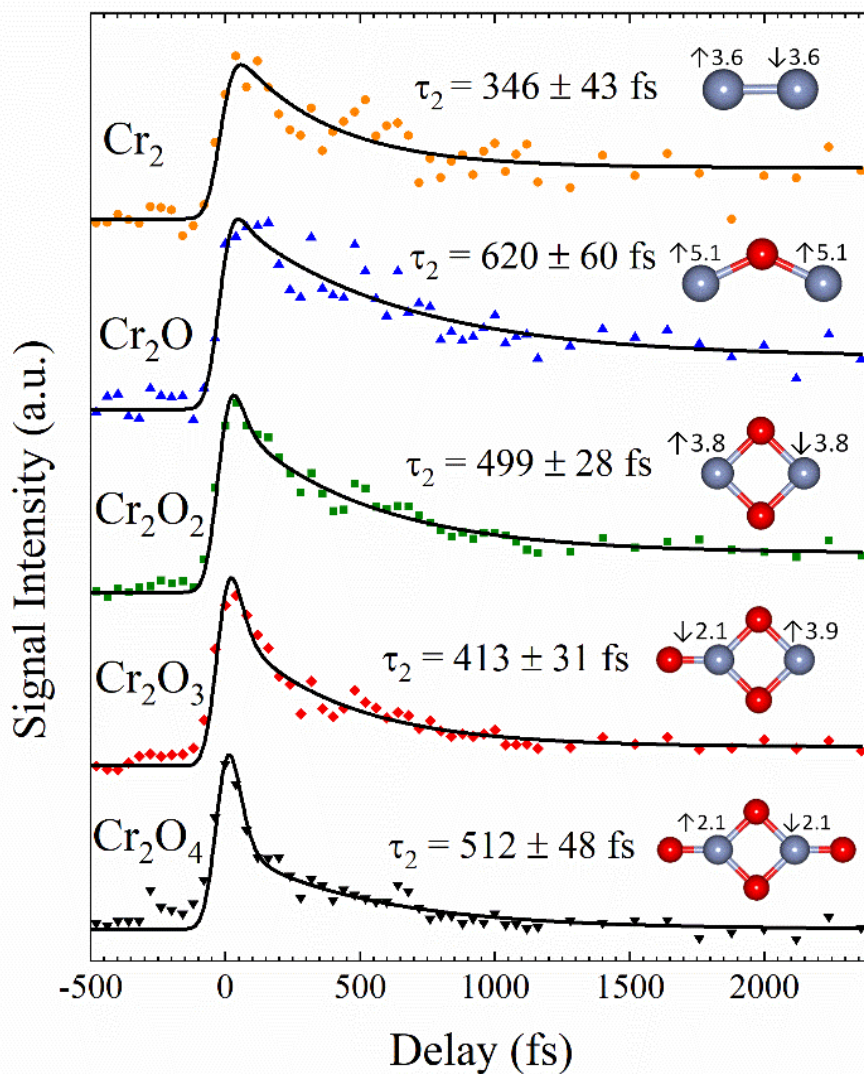 ↑3.6 ↓3.6
τ₂ = 346 ± 43 fs
Cr₂
↑5.1 ↑5.1
τ₂ = 620 ± 60 fs
Cr₂O
↑3.8 ↓3.8
τ₂ = 499 ± 28 fs
Cr₂O₂
↓2.1 ↑3.9
τ₂ = 413 ± 31 fs
Cr₂O₃
↑2.1 ↓2.1
τ₂ = 512 ± 48 fs
Cr₂O₄
Signal Intensity (a.u.)
-500 0 500 1000 1500 2000
Delay (fs)